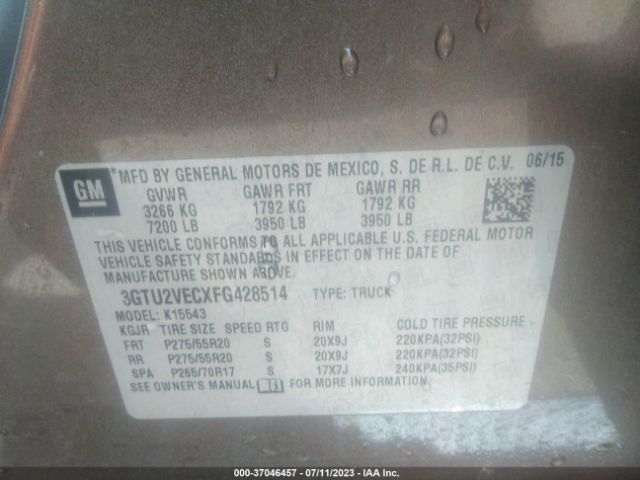 GM
® MFD BY GENERAL MOTORS DE MEXICO, S. DE R.L. DE C.V. 06/15
GVWR GAWR FRT GAWR RR
3266 KG 1792 KG 1792 KG
7200 LB 3950 LB 3950 LB
THIS VEHICLE CONFORMS TO ALL APPLICABLE U.S. FEDERAL MOTOR
VEHICLE SAFETY STANDARDS IN EFFECT ON THE DATE OF
MANUFACTURE SHOWN ABOVE.
3GTU2VECXFG428514 TYPE: TRUCK
MODEL: K15543
KGJR TIRE SIZE SPEED RTG RIM COLD TIRE PRESSURE
FRT P275/55R20 S 20X9J 220KPA(32PSI)
RR P275/55R20 S 20X9J 220KPA(32PSI)
SPA P265/70R17 S 17X7J 240KPA(35PSI)
SEE OWNER'S MANUAL FOR MORE INFORMATION.
000-37046457 - 07/11/2023 - IAA Inc.